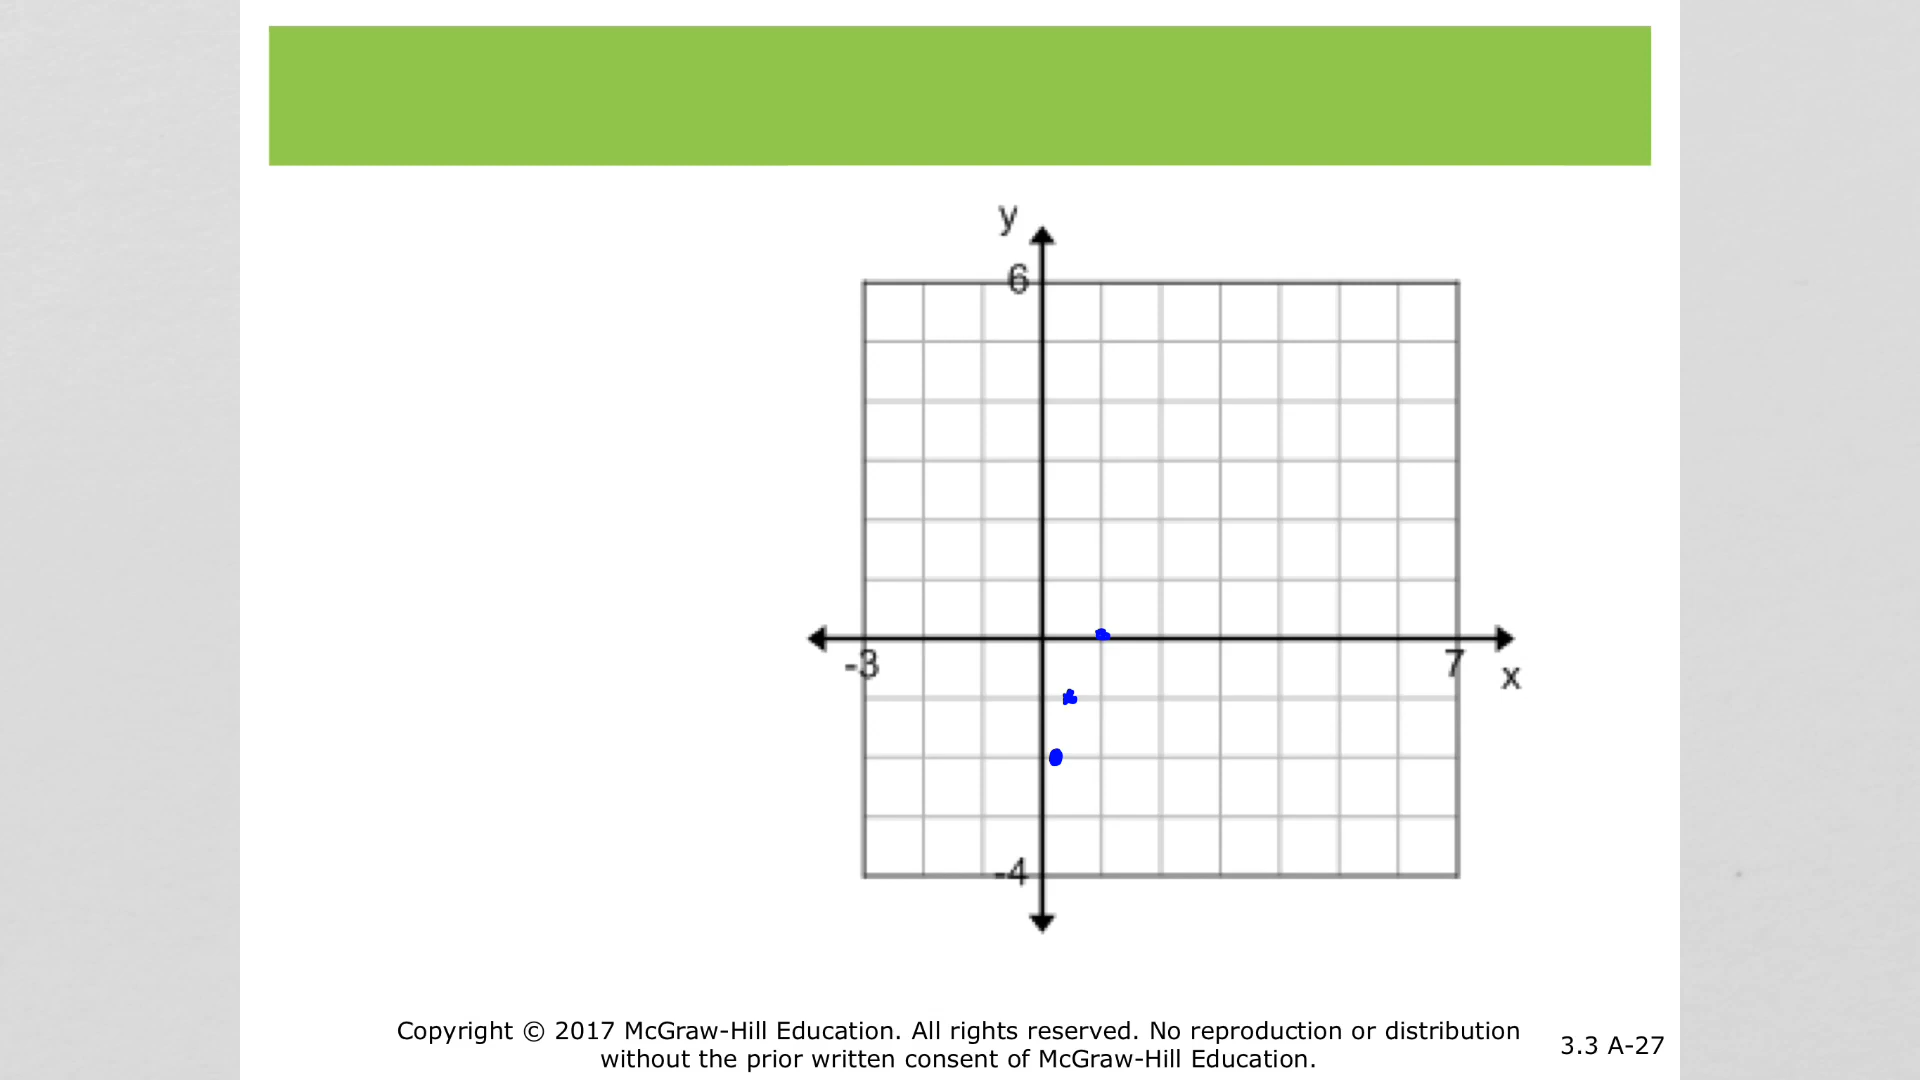 y
6
-3
7
x
-4
Copyright © 2017 McGraw-Hill Education. All rights reserved. No reproduction or distribution
without the prior written consent of McGraw-Hill Education.
3.3 A-27